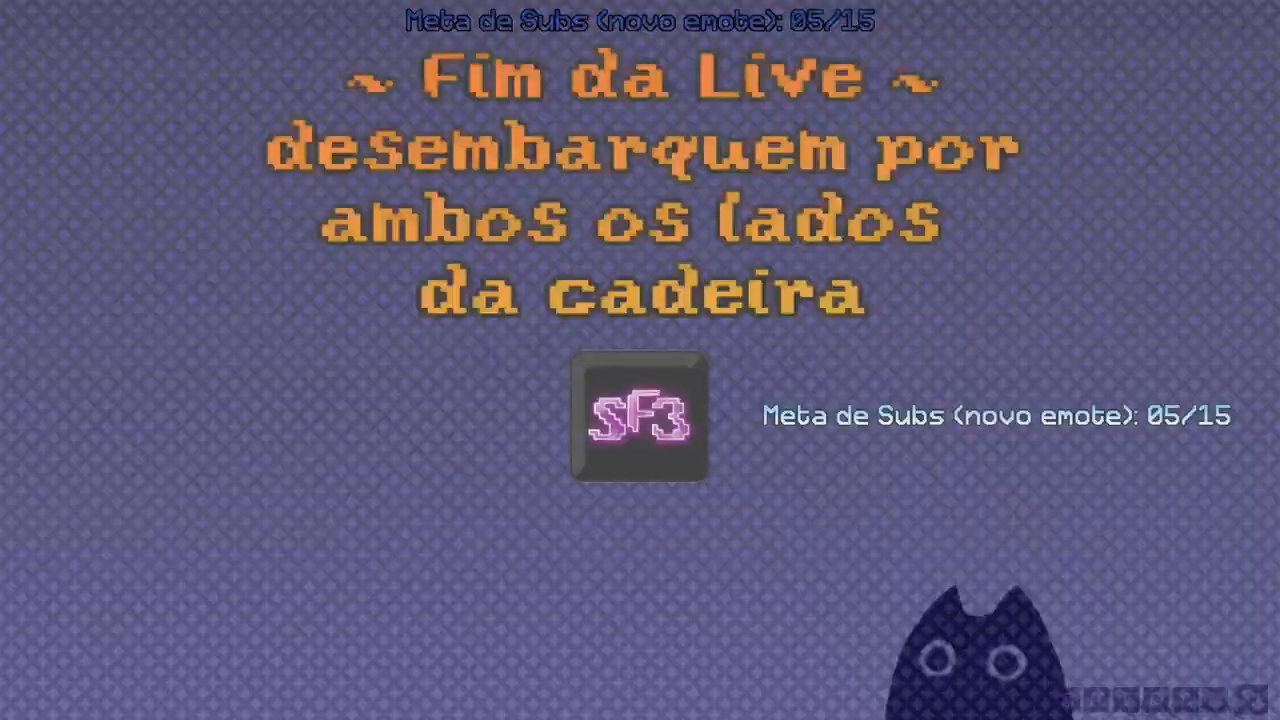 Meta de Subs (novo emote): 05/15
~ Fim da Live ~
desembarquem por
ambos os lados
da cadeira
SF3
Meta de Subs (novo emote): 05/15